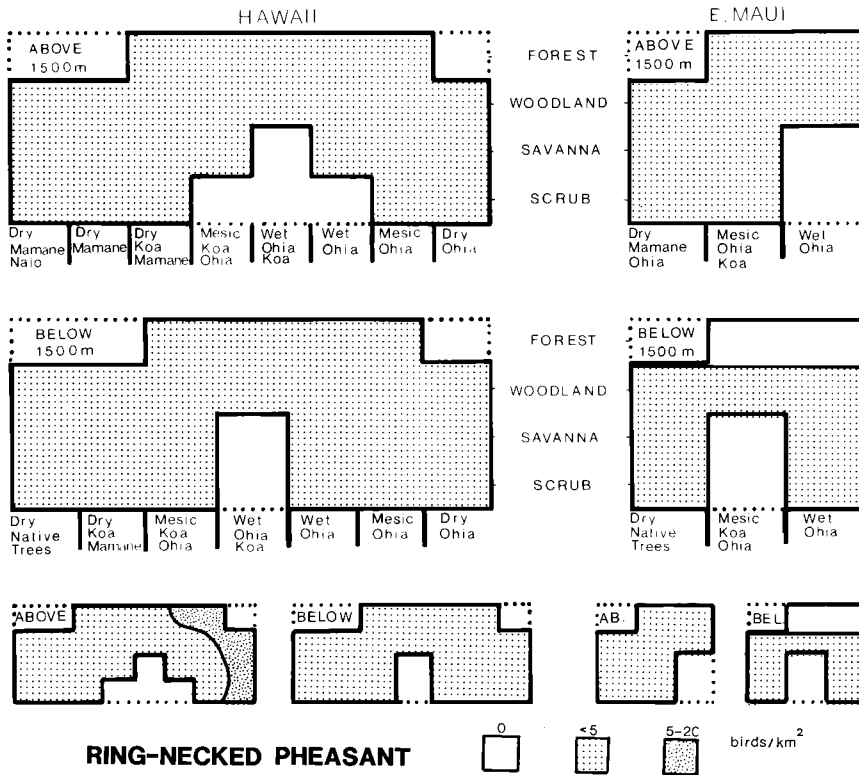 HAWAII
E. MAUI
ABOVE
1500m
FOREST
WOODLAND
SAVANNA
SCRUB
ABOVE
1500m
Dry
Mamane
Naio
Dry
Mamane
Dry
Koa
Mamane
Mesic
Koa
Ohia
Wet
Ohia
Koa
Wet
Ohia
Mesic
Ohia
Dry
Ohia
Dry
Mamane
Ohia
Mesic
Ohia
Koa
Wet
Ohia
BELOW
1500m
FOREST
WOODLAND
SAVANNA
SCRUB
BELOW
1500m
Dry
Native
Trees
Dry
Koa
Mamane
Mesic
Koa
Ohia
Wet
Ohia
Koa
Wet
Ohia
Mesic
Ohia
Dry
Ohia
Dry
Native
Trees
Mesic
Koa
Ohia
Wet
Ohia
ABOVE
BELOW
AB.
BEL.
RING-NECKED PHEASANT
0
<5
5-20
birds/km²